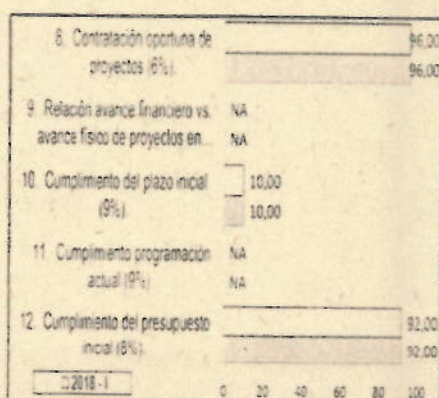 8. Contratación oportuna de
proyectos (6%).
96,00
96,00
9. Relación avance financiero vs.
avance físico de proyectos en...
NA
NA
10. Cumplimiento del plazo inicial
(9%).
10,00
10,00
11. Cumplimiento programación
actual (9%).
NA
NA
12. Cumplimiento del presupuesto
inicial (8%).
92,00
92,00
2018 - I
0 20 40 60 80 100